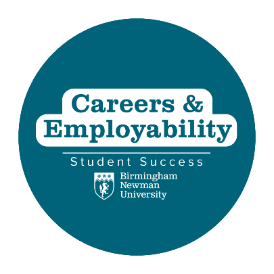 Careers &
Employability
Student Success
Birmingham
Newman
University